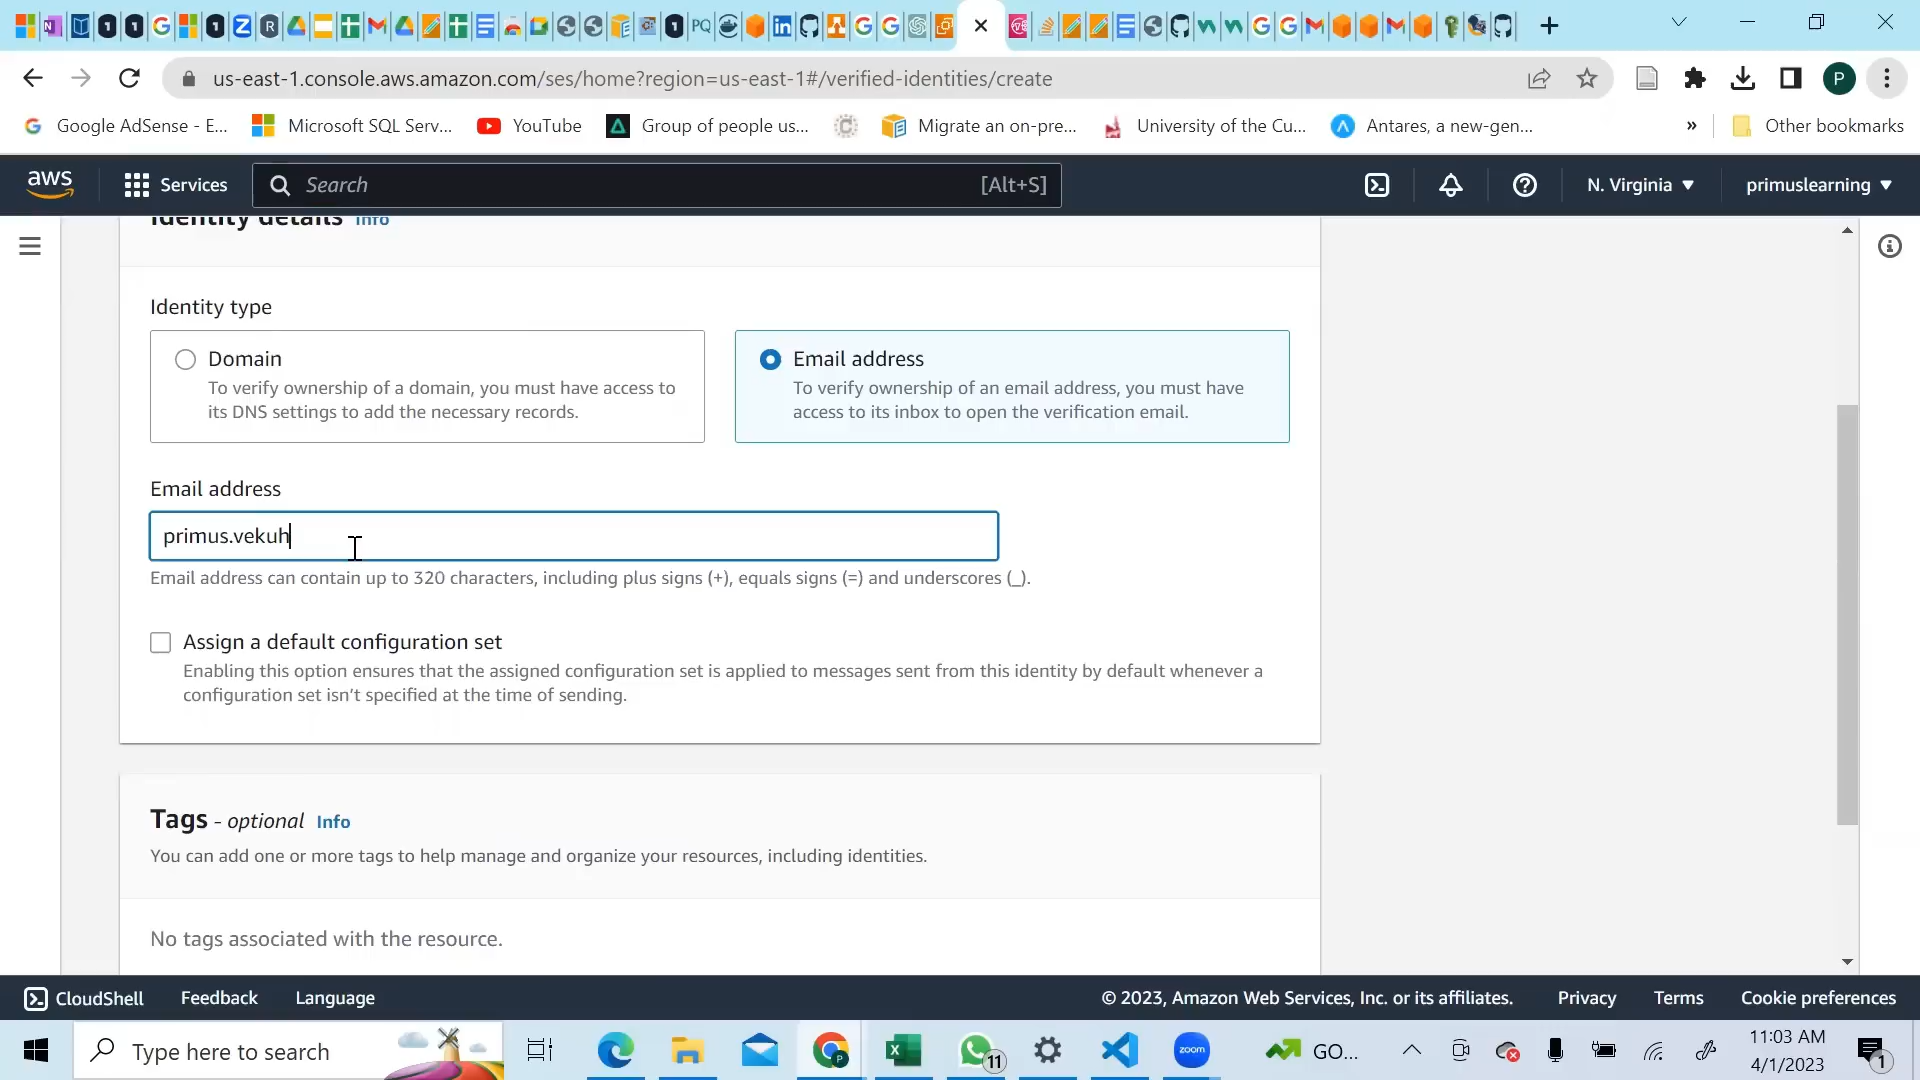 us-east-1.console.aws.amazon.com/ses/home?region=us-east-1#/verified-identities/create
P
Google AdSense - E...
Microsoft SQL Serv...
YouTube
Group of people us...
Migrate an on-pre...
University of the Cu...
Antares, a new-gen...
»
Other bookmarks
aws
Services
Search
[Alt+S]
N. Virginia
primuslearning
Identity details Info
Identity type
Domain
To verify ownership of a domain, you must have access to
its DNS settings to add the necessary records.
Email address
To verify ownership of an email address, you must have
access to its inbox to open the verification email.
Email address
primus.vekuh
Email address can contain up to 320 characters, including plus signs (+), equals signs (=) and underscores (_).
Assign a default configuration set
Enabling this option ensures that the assigned configuration set is applied to messages sent from this identity by default whenever a
configuration set isn't specified at the time of sending.
Tags - optional Info
You can add one or more tags to help manage and organize your resources, including identities.
No tags associated with the resource.
CloudShell
Feedback
Language
© 2023, Amazon Web Services, Inc. or its affiliates.
Privacy
Terms
Cookie preferences
Type here to search
11
zoom
GO...
11:03 AM
4/1/2023
1